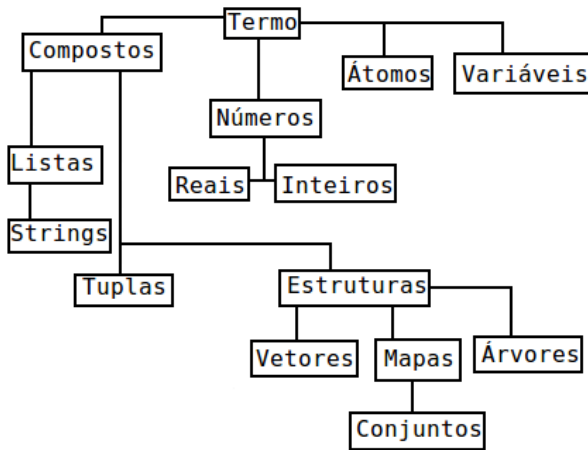 Termo
Compostos
Átomos
Variáveis
Números
Listas
Reais
Inteiros
Strings
Tuplas
Estruturas
Vetores
Mapas
Árvores
Conjuntos